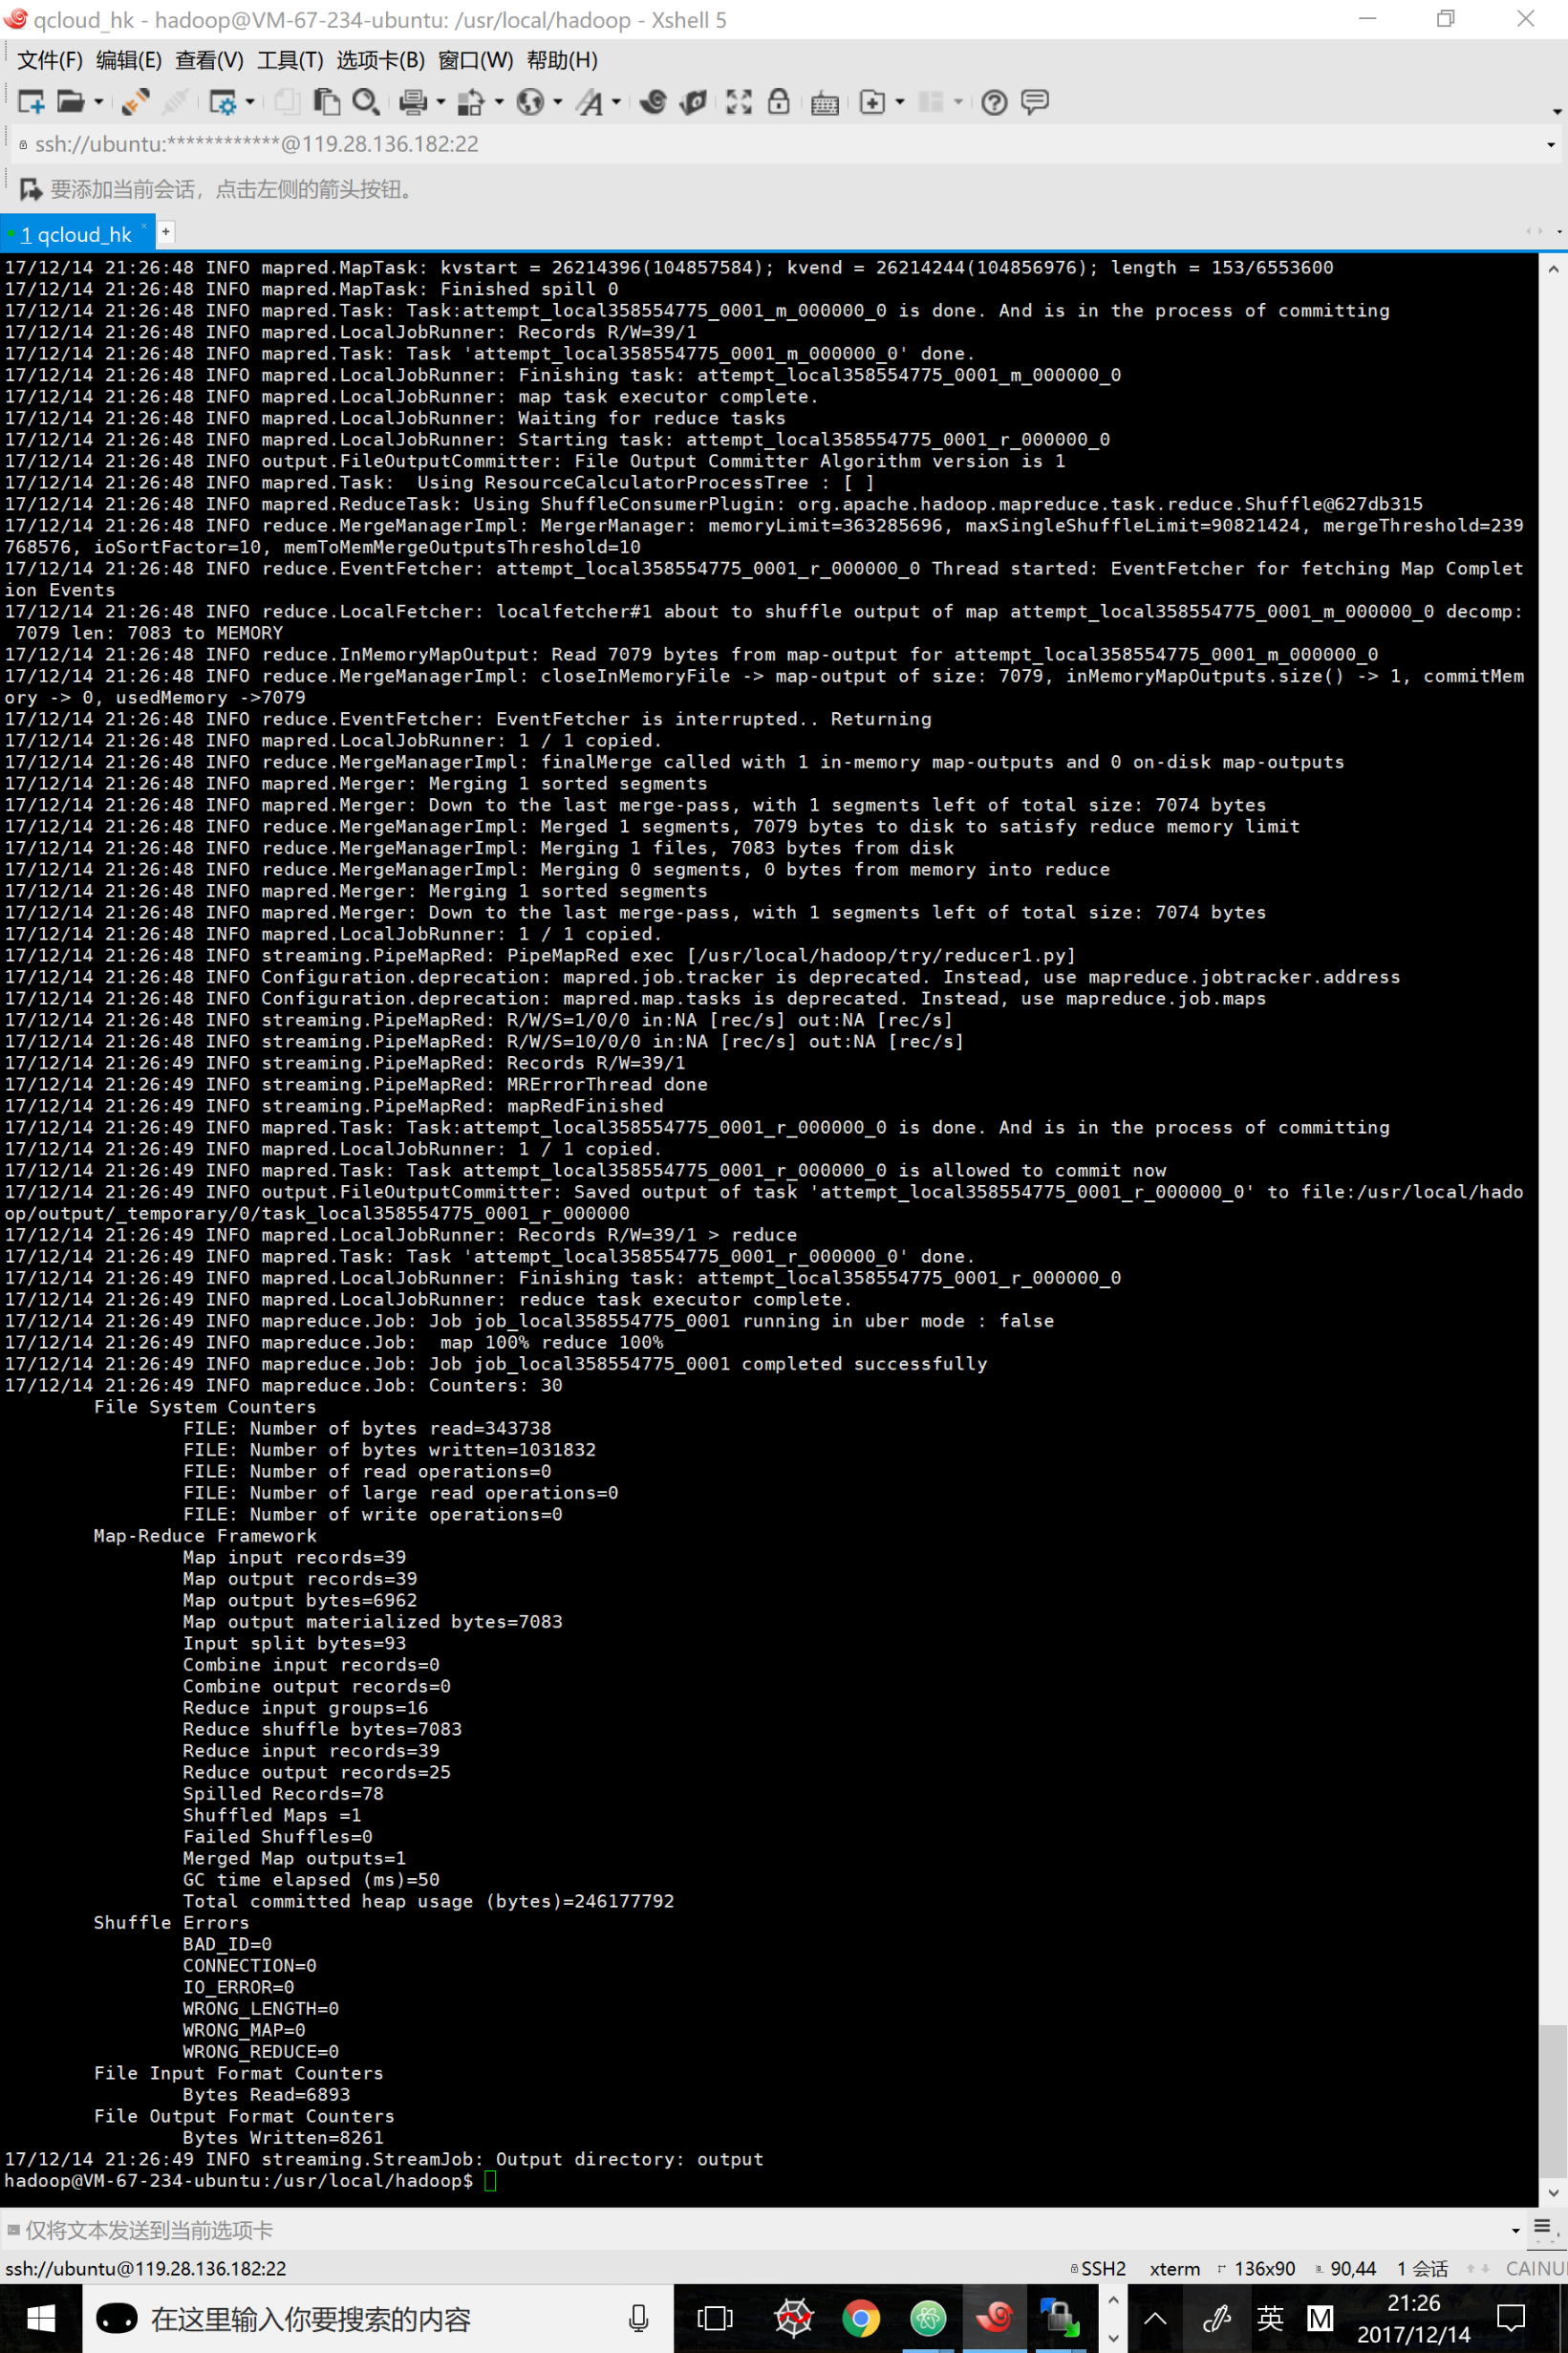 qcloud_hk - hadoop@VM-67-234-ubuntu: /usr/local/hadoop - Xshell 5
文件(F) 编辑(E) 查看(V) 工具(T) 选项卡(B) 窗口(W) 帮助(H)
ssh://ubuntu:************@119.28.136.182:22
要添加当前会话，点击左侧的箭头按钮。
1 qcloud_hk
17/12/14 21:26:48 INFO mapred.MapTask: kvstart = 26214396(104857584); kvend = 26214244(104856976); length = 153/6553600
17/12/14 21:26:48 INFO mapred.MapTask: Finished spill 0
17/12/14 21:26:48 INFO mapred.Task: Task:attempt_local358554775_0001_m_000000_0 is done. And is in the process of committing
17/12/14 21:26:48 INFO mapred.LocalJobRunner: Records R/W=39/1
17/12/14 21:26:48 INFO mapred.Task: Task 'attempt_local358554775_0001_m_000000_0' done.
17/12/14 21:26:48 INFO mapred.LocalJobRunner: Finishing task: attempt_local358554775_0001_m_000000_0
17/12/14 21:26:48 INFO mapred.LocalJobRunner: map task executor complete.
17/12/14 21:26:48 INFO mapred.LocalJobRunner: Waiting for reduce tasks
17/12/14 21:26:48 INFO mapred.LocalJobRunner: Starting task: attempt_local358554775_0001_r_000000_0
17/12/14 21:26:48 INFO output.FileOutputCommitter: File Output Committer Algorithm version is 1
17/12/14 21:26:48 INFO mapred.Task:  Using ResourceCalculatorProcessTree : [ ]
17/12/14 21:26:48 INFO mapred.ReduceTask: Using ShuffleConsumerPlugin: org.apache.hadoop.mapreduce.task.reduce.Shuffle@627db315
17/12/14 21:26:48 INFO reduce.MergeManagerImpl: MergerManager: memoryLimit=363285696, maxSingleShuffleLimit=90821424, mergeThreshold=239
768576, ioSortFactor=10, memToMemMergeOutputsThreshold=10
17/12/14 21:26:48 INFO reduce.EventFetcher: attempt_local358554775_0001_r_000000_0 Thread started: EventFetcher for fetching Map Complet
ion Events
17/12/14 21:26:48 INFO reduce.LocalFetcher: localfetcher#1 about to shuffle output of map attempt_local358554775_0001_m_000000_0 decomp:
 7079 len: 7083 to MEMORY
17/12/14 21:26:48 INFO reduce.InMemoryMapOutput: Read 7079 bytes from map-output for attempt_local358554775_0001_m_000000_0
17/12/14 21:26:48 INFO reduce.MergeManagerImpl: closeInMemoryFile -> map-output of size: 7079, inMemoryMapOutputs.size() -> 1, commitMem
ory -> 0, usedMemory ->7079
17/12/14 21:26:48 INFO reduce.EventFetcher: EventFetcher is interrupted.. Returning
17/12/14 21:26:48 INFO mapred.LocalJobRunner: 1 / 1 copied.
17/12/14 21:26:48 INFO reduce.MergeManagerImpl: finalMerge called with 1 in-memory map-outputs and 0 on-disk map-outputs
17/12/14 21:26:48 INFO mapred.Merger: Merging 1 sorted segments
17/12/14 21:26:48 INFO mapred.Merger: Down to the last merge-pass, with 1 segments left of total size: 7074 bytes
17/12/14 21:26:48 INFO reduce.MergeManagerImpl: Merged 1 segments, 7079 bytes to disk to satisfy reduce memory limit
17/12/14 21:26:48 INFO reduce.MergeManagerImpl: Merging 1 files, 7083 bytes from disk
17/12/14 21:26:48 INFO reduce.MergeManagerImpl: Merging 0 segments, 0 bytes from memory into reduce
17/12/14 21:26:48 INFO mapred.Merger: Merging 1 sorted segments
17/12/14 21:26:48 INFO mapred.Merger: Down to the last merge-pass, with 1 segments left of total size: 7074 bytes
17/12/14 21:26:48 INFO mapred.LocalJobRunner: 1 / 1 copied.
17/12/14 21:26:48 INFO streaming.PipeMapRed: PipeMapRed exec [/usr/local/hadoop/try/reducer1.py]
17/12/14 21:26:48 INFO Configuration.deprecation: mapred.job.tracker is deprecated. Instead, use mapreduce.jobtracker.address
17/12/14 21:26:48 INFO Configuration.deprecation: mapred.map.tasks is deprecated. Instead, use mapreduce.job.maps
17/12/14 21:26:48 INFO streaming.PipeMapRed: R/W/S=1/0/0 in:NA [rec/s] out:NA [rec/s]
17/12/14 21:26:48 INFO streaming.PipeMapRed: R/W/S=10/0/0 in:NA [rec/s] out:NA [rec/s]
17/12/14 21:26:49 INFO streaming.PipeMapRed: Records R/W=39/1
17/12/14 21:26:49 INFO streaming.PipeMapRed: MRErrorThread done
17/12/14 21:26:49 INFO streaming.PipeMapRed: mapRedFinished
17/12/14 21:26:49 INFO mapred.Task: Task:attempt_local358554775_0001_r_000000_0 is done. And is in the process of committing
17/12/14 21:26:49 INFO mapred.LocalJobRunner: 1 / 1 copied.
17/12/14 21:26:49 INFO mapred.Task: Task attempt_local358554775_0001_r_000000_0 is allowed to commit now
17/12/14 21:26:49 INFO output.FileOutputCommitter: Saved output of task 'attempt_local358554775_0001_r_000000_0' to file:/usr/local/hado
op/output/_temporary/0/task_local358554775_0001_r_000000
17/12/14 21:26:49 INFO mapred.LocalJobRunner: Records R/W=39/1 > reduce
17/12/14 21:26:49 INFO mapred.Task: Task 'attempt_local358554775_0001_r_000000_0' done.
17/12/14 21:26:49 INFO mapred.LocalJobRunner: Finishing task: attempt_local358554775_0001_r_000000_0
17/12/14 21:26:49 INFO mapred.LocalJobRunner: reduce task executor complete.
17/12/14 21:26:49 INFO mapreduce.Job: Job job_local358554775_0001 running in uber mode : false
17/12/14 21:26:49 INFO mapreduce.Job:  map 100% reduce 100%
17/12/14 21:26:49 INFO mapreduce.Job: Job job_local358554775_0001 completed successfully
17/12/14 21:26:49 INFO mapreduce.Job: Counters: 30
File System Counters
FILE: Number of bytes read=343738
FILE: Number of bytes written=1031832
FILE: Number of read operations=0
FILE: Number of large read operations=0
FILE: Number of write operations=0
Map-Reduce Framework
Map input records=39
Map output records=39
Map output bytes=6962
Map output materialized bytes=7083
Input split bytes=93
Combine input records=0
Combine output records=0
Reduce input groups=16
Reduce shuffle bytes=7083
Reduce input records=39
Reduce output records=25
Spilled Records=78
Shuffled Maps =1
Failed Shuffles=0
Merged Map outputs=1
GC time elapsed (ms)=50
Total committed heap usage (bytes)=246177792
Shuffle Errors
BAD_ID=0
CONNECTION=0
IO_ERROR=0
WRONG_LENGTH=0
WRONG_MAP=0
WRONG_REDUCE=0
File Input Format Counters
Bytes Read=6893
File Output Format Counters
Bytes Written=8261
17/12/14 21:26:49 INFO streaming.StreamJob: Output directory: output
hadoop@VM-67-234-ubuntu:/usr/local/hadoop$
仅将文本发送到当前选项卡
ssh://ubuntu@119.28.136.182:22 SSH2 xterm 136x90 90,44 1 会话 CAINU
在这里输入你要搜索的内容 英 M 21:26
2017/12/14